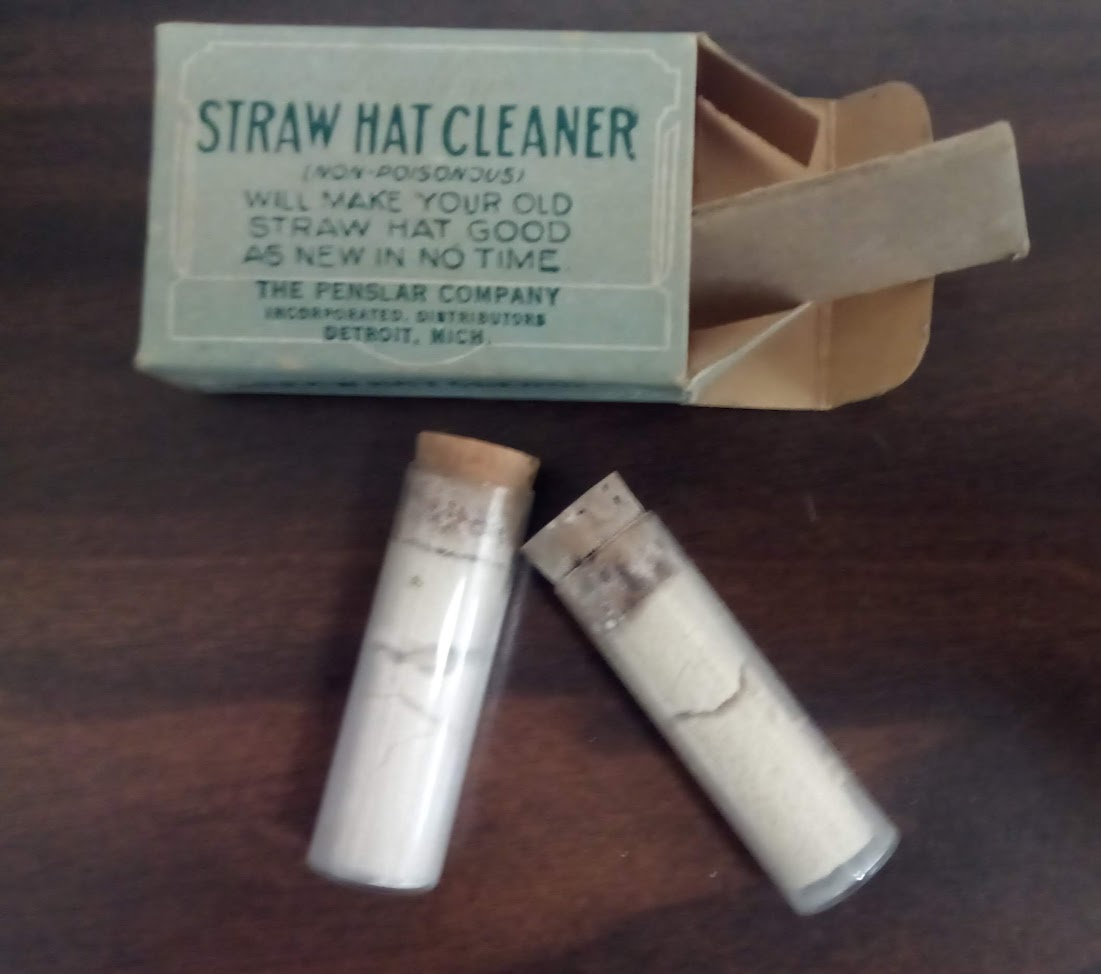 STRAW HAT CLEANER
(NON-POISONOUS)
WILL MAKE YOUR OLD
STRAW HAT GOOD
AS NEW IN NO TIME.
THE PENSLAR COMPANY
INCORPORATED, DISTRIBUTORS
DETROIT, MICH.